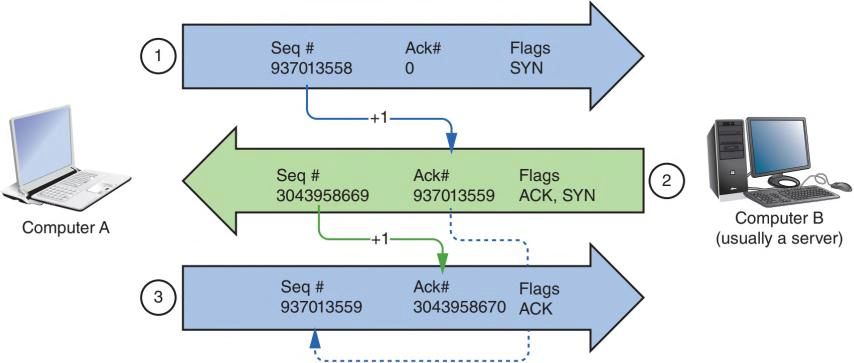 1
Seq # Ack# Flags
937013558 0 SYN
+1
Seq # Ack# Flags
3043958669 937013559 ACK, SYN
2
Computer A
Computer B
(usually a server)
+1
3
Seq # Ack# Flags
937013559 3043958670 ACK